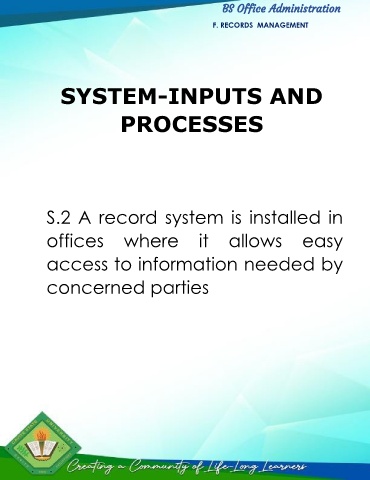 BS Office Administration
F. RECORDS MANAGEMENT
SYSTEM-INPUTS AND
PROCESSES
S.2 A record system is installed in
offices where it allows easy
access to information needed by
concerned parties
Creating a Community of Life-Long Learners